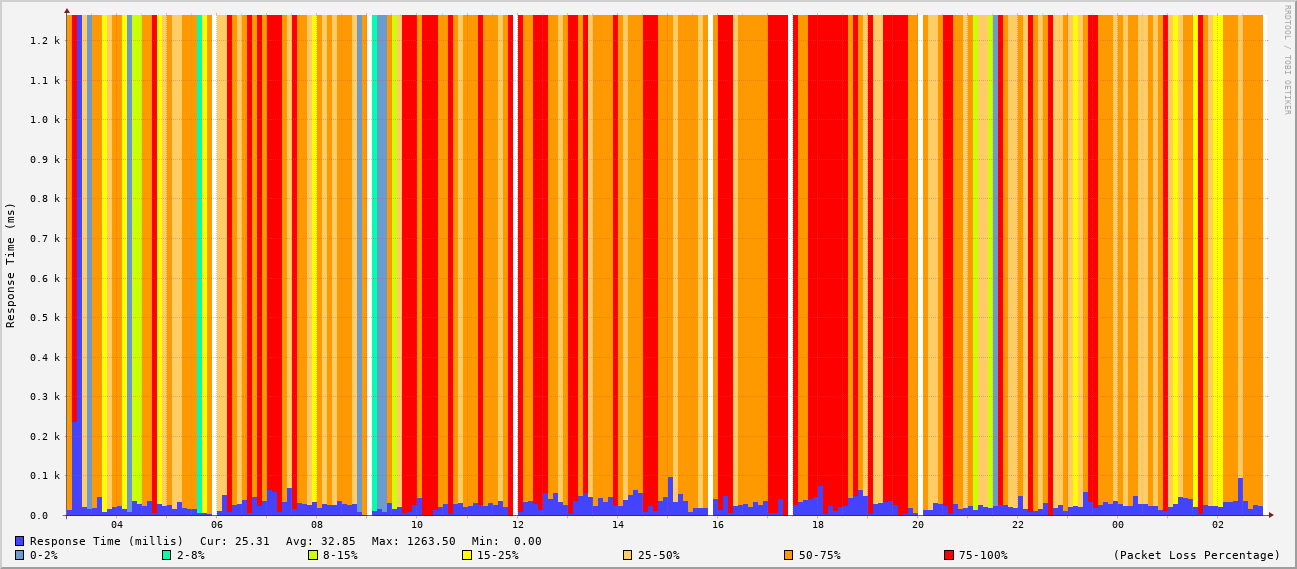 RRDTOOL / TOBI OETIKER
Response Time (ms)
1.2 k
1.1 k
1.0 k
0.9 k
0.8 k
0.7 k
0.6 k
0.5 k
0.4 k
0.3 k
0.2 k
0.1 k
0.0
04 06 08 10 12 14 16 18 20 22 00 02
Response Time (millis) Cur: 25.31 Avg: 32.85 Max: 1263.50 Min: 0.00
0-2% 2-8% 8-15% 15-25% 25-50% 50-75% 75-100% (Packet Loss Percentage)